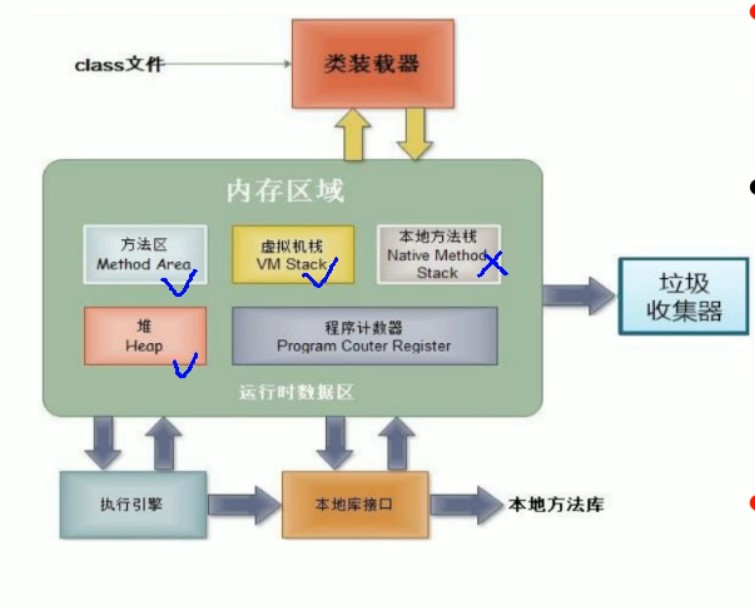 class文件
类装载器
内存区域
方法区
Method Area
虚拟机栈
VM Stack
本地方法栈
Native Method
Stack
堆
Heap
程序计数器
Program Couter Register
运行时数据区
垃圾
收集器
执行引擎
本地库接口
本地方法库